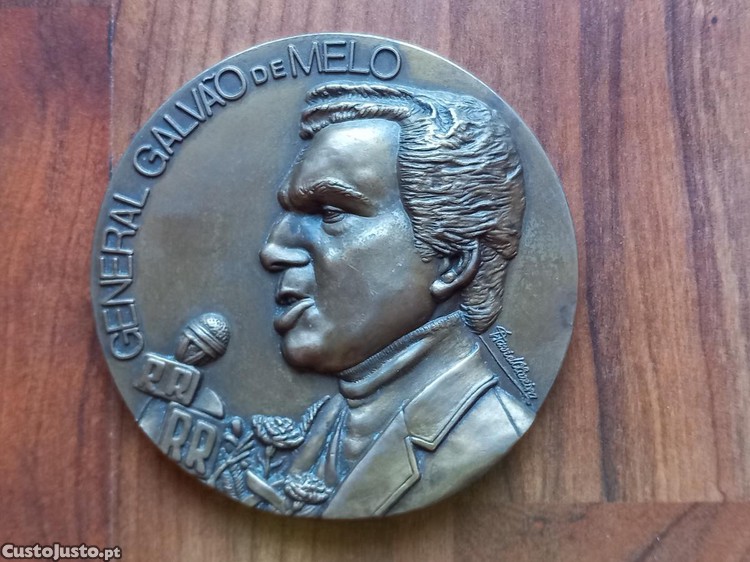 GENERAL GALVÃO DE MELO
RR
RR
CustoJusto.pt